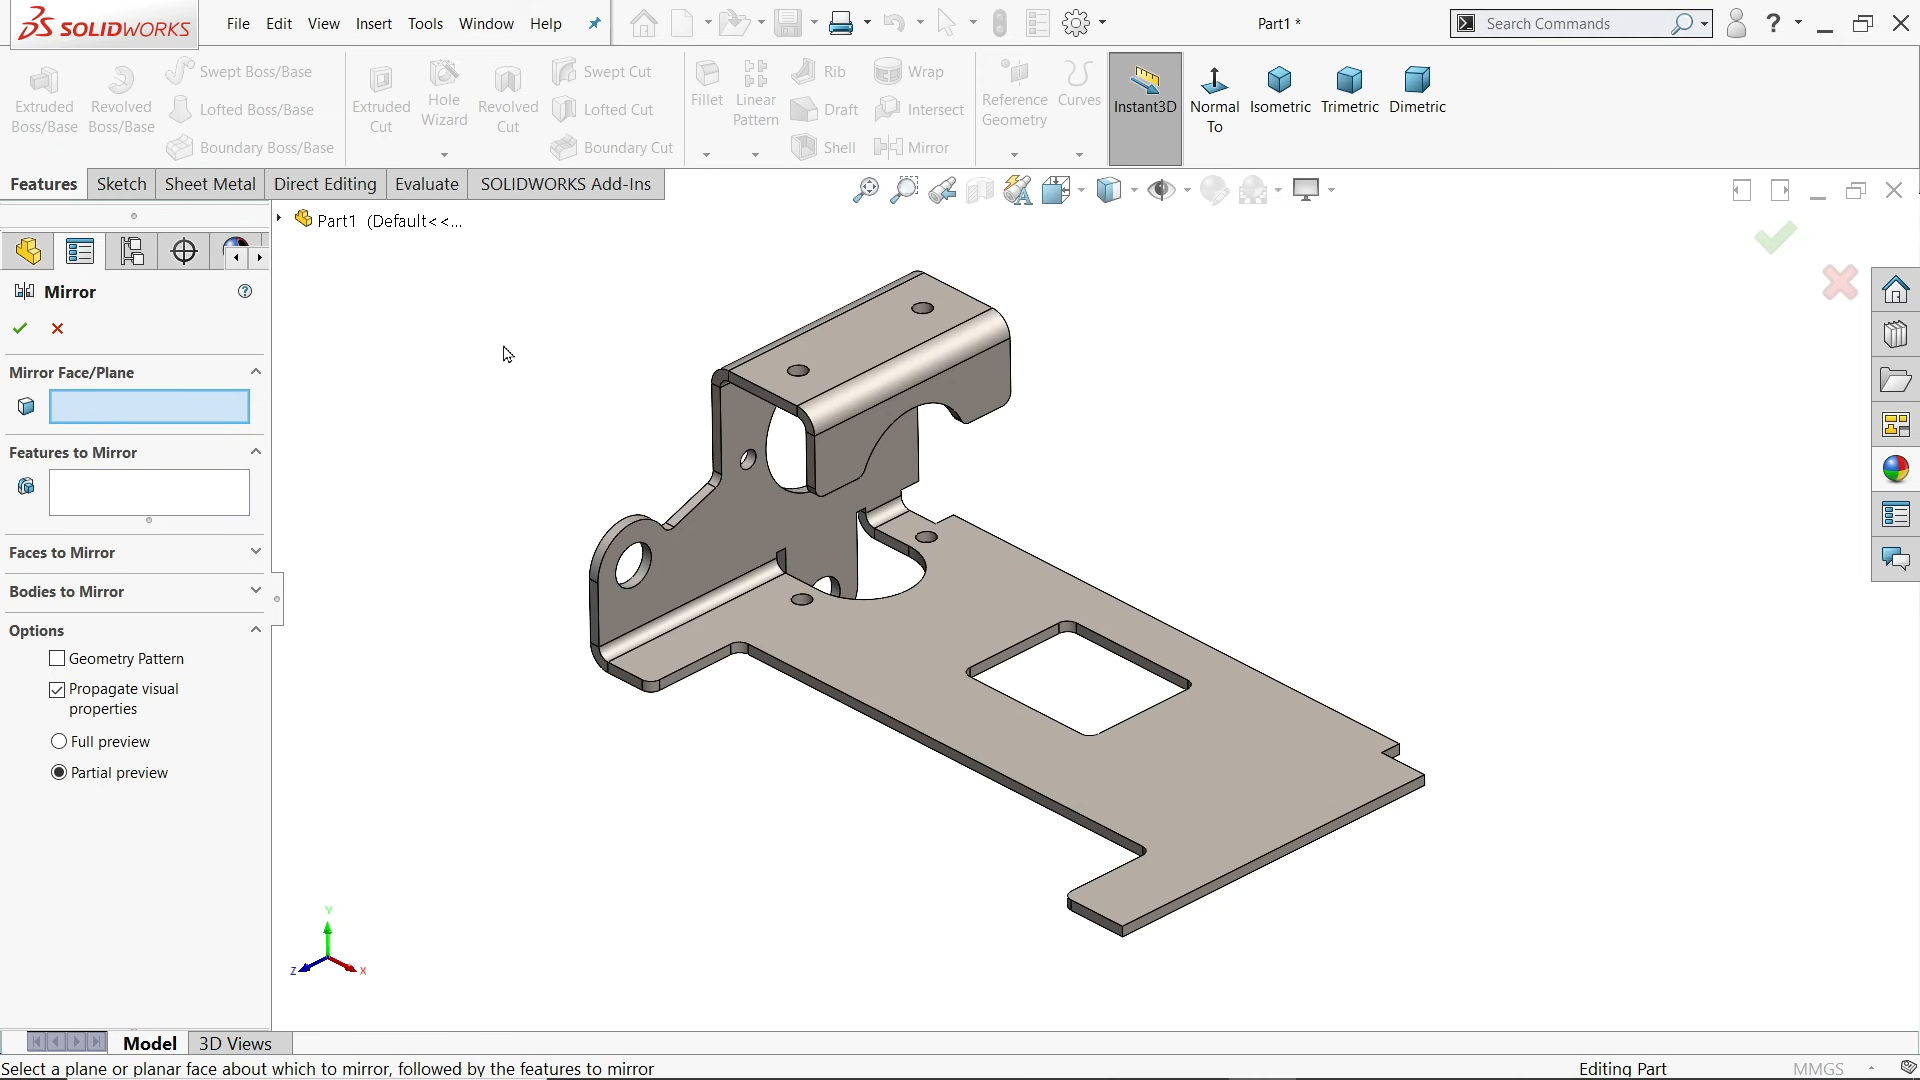 SOLIDWORKS
File Edit View Insert Tools Window Help
Part1 *
Search Commands
?
Extruded Boss/Base
Revolved Boss/Base
Swept Boss/Base
Lofted Boss/Base
Boundary Boss/Base
Extruded Cut
Hole Wizard
Revolved Cut
Swept Cut
Lofted Cut
Boundary Cut
Fillet
Linear Pattern
Rib
Draft
Shell
Wrap
Intersect
Mirror
Reference Geometry
Curves
Instant3D
Normal To
Isometric
Trimetric
Dimetric
Features Sketch Sheet Metal Direct Editing Evaluate SOLIDWORKS Add-Ins
Part1 (Default<<...
Mirror
Mirror Face/Plane
Features to Mirror
Faces to Mirror
Bodies to Mirror
Options
Geometry Pattern
Propagate visual
properties
Full preview
Partial preview
Y
Z
X
Model 3D Views
Select a plane or planar face about which to mirror, followed by the features to mirror
Editing Part
MMGS